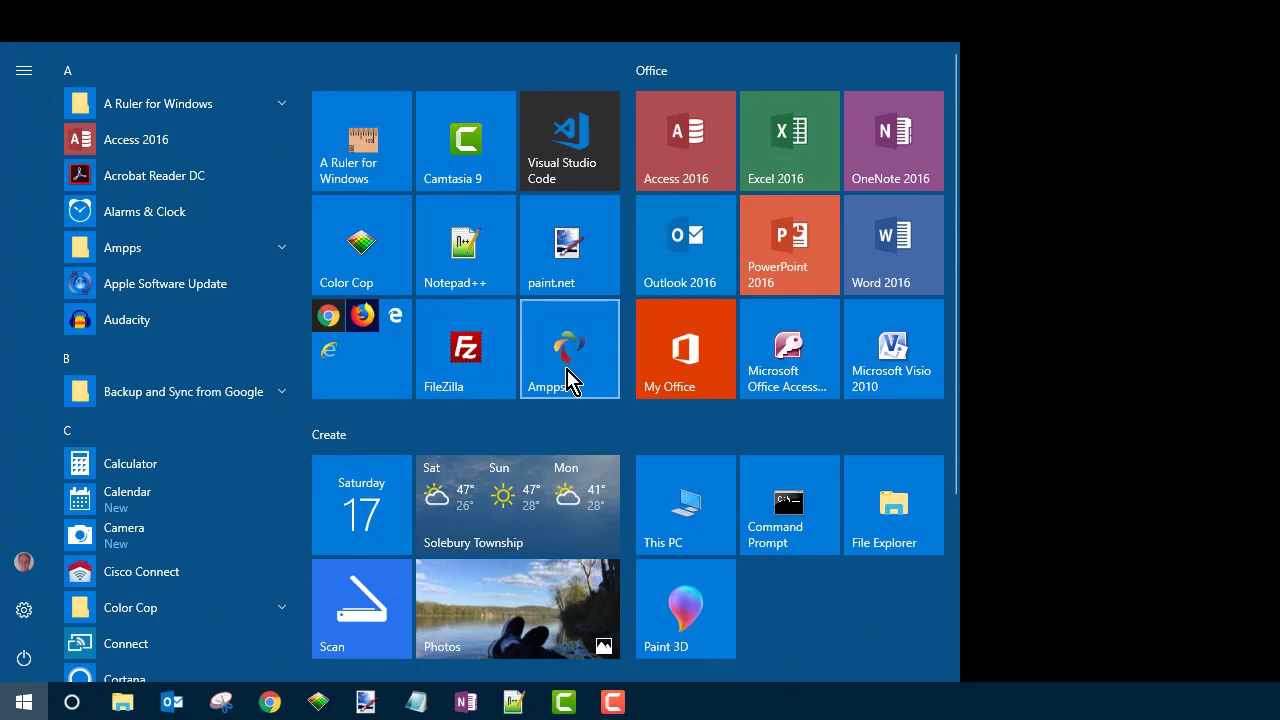 A
A Ruler for Windows
Access 2016
Acrobat Reader DC
Alarms & Clock
Ampps
Apple Software Update
Audacity
B
Backup and Sync from Google
C
Calculator
Calendar
New
Camera
New
Cisco Connect
Color Cop
Connect
Cortana
A Ruler for
Windows
Camtasia 9
Visual Studio
Code
Color Cop
Notepad++
paint.net
FileZilla
Ampps
Office
Access 2016
Excel 2016
OneNote 2016
Outlook 2016
PowerPoint
2016
Word 2016
My Office
Microsoft
Office Access...
Microsoft Visio
2010
Create
Saturday
17
Sat Sun Mon
47° 47° 41°
26° 28° 28°
Solebury Township
This PC
Command
Prompt
File Explorer
Scan
Photos
Paint 3D